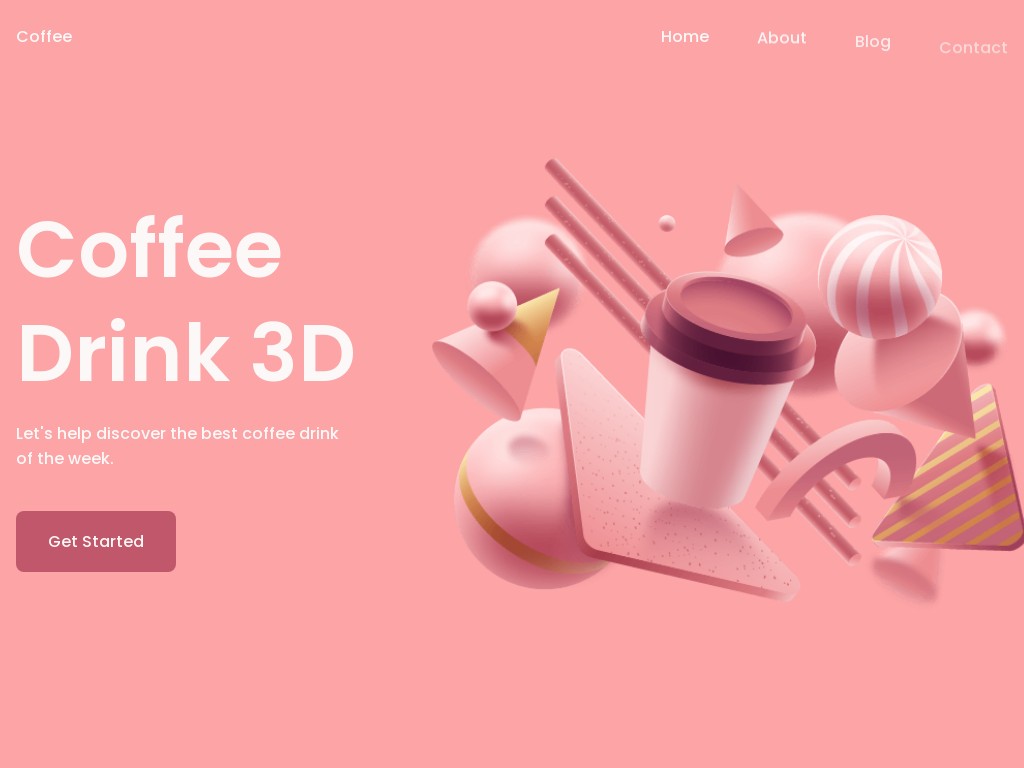 Coffee
Home
About
Blog
Contact
Coffee
Drink 3D
Let's help discover the best coffee drink
of the week.
Get Started